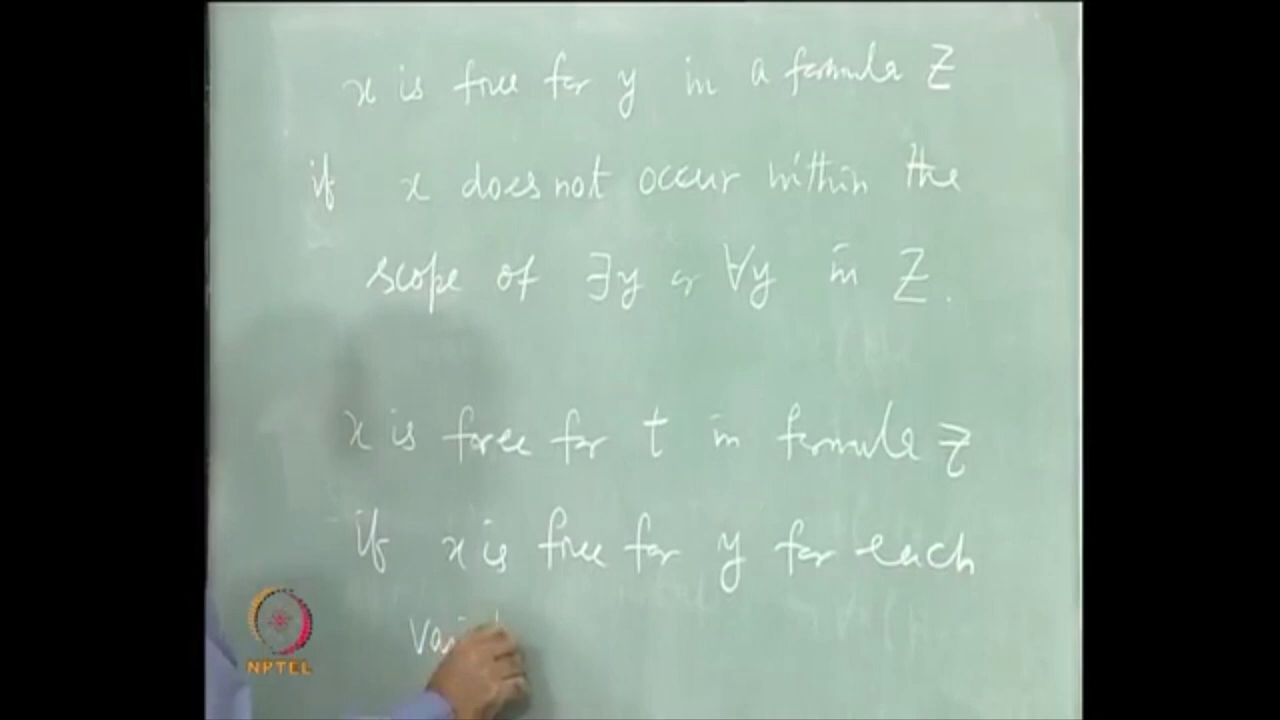 x is free for y in a formula Z
if x does not occur within the
scope of ∃y or ∀y in Z.
x is free for t in formula Z
if x is free for y for each
NPTEL